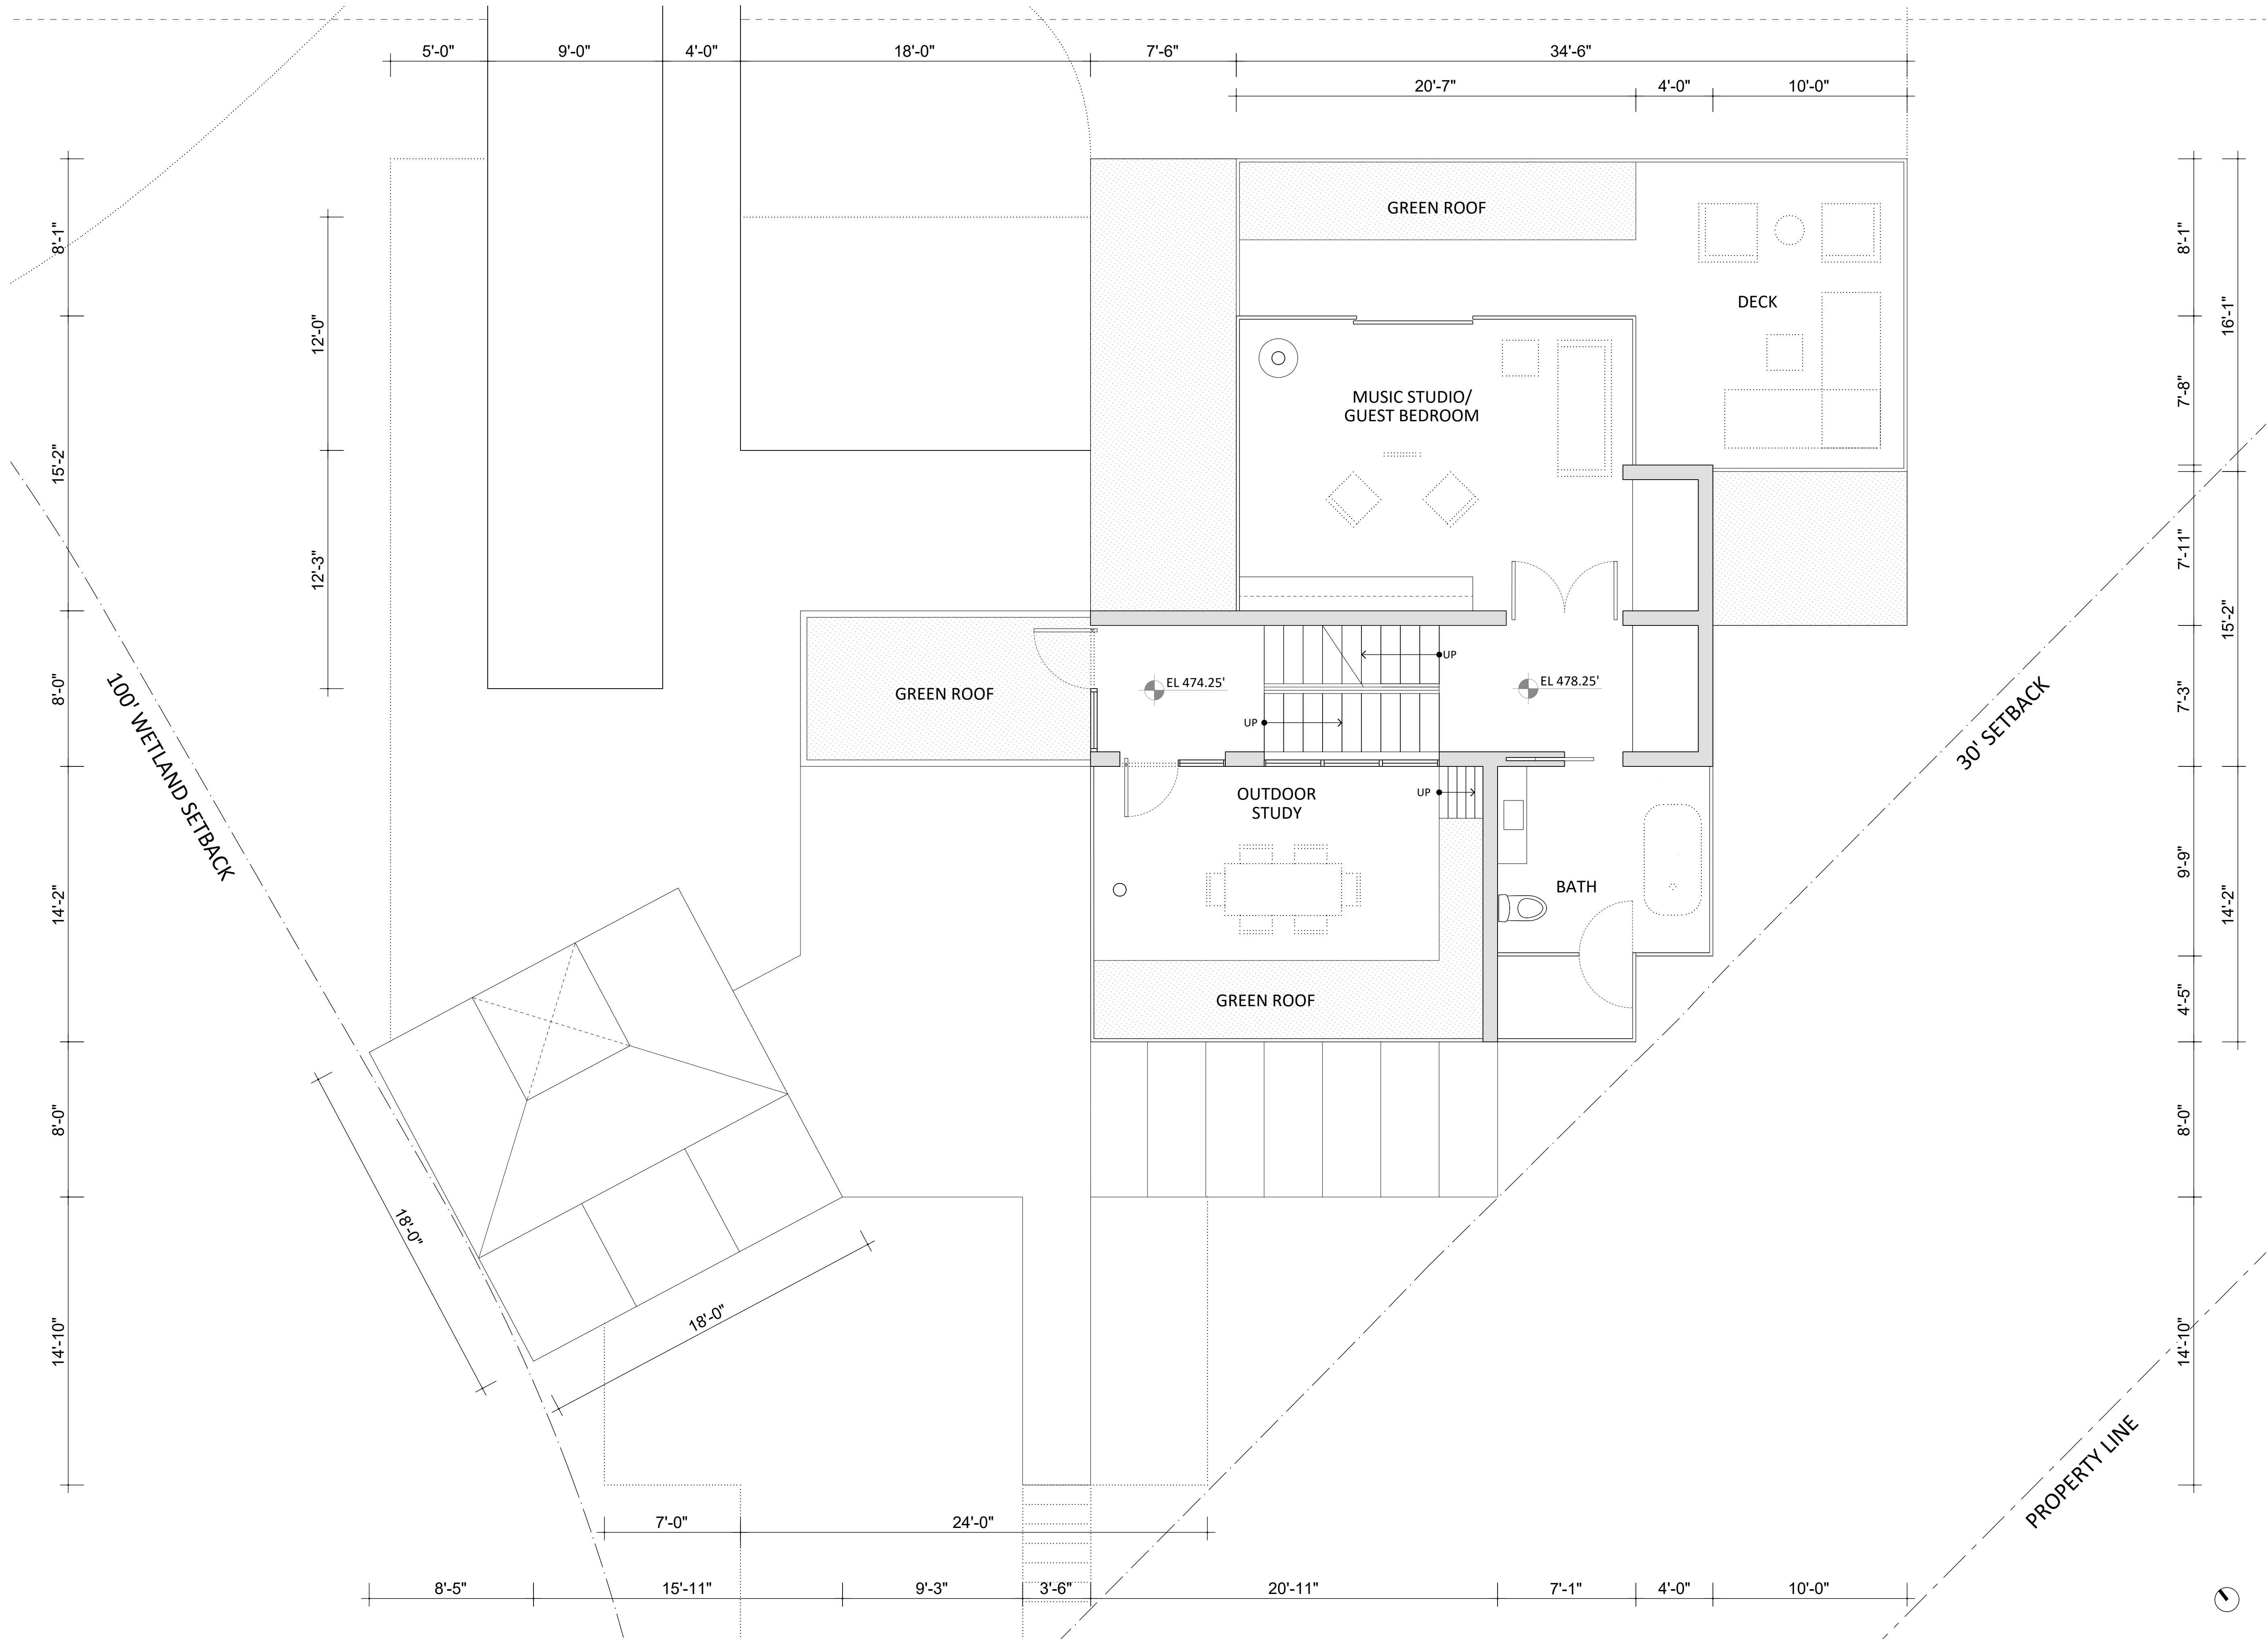 5'-0"
9'-0"
4'-0"
18'-0"
7'-6"
34'-6"
20'-7"
4'-0"
10'-0"
8'-1"
15'-2"
8'-0"
14'-2"
8'-0"
14'-10"
12'-0"
12'-3"
GREEN ROOF
DECK
MUSIC STUDIO/
GUEST BEDROOM
GREEN ROOF
EL 474.25'
UP
UP
EL 478.25'
OUTDOOR
STUDY
UP
BATH
GREEN ROOF
100' WETLAND SETBACK
30' SETBACK
PROPERTY LINE
8'-1"
7'-8"
7'-11"
7'-3"
9'-9"
4'-5"
8'-0"
14'-10"
16'-1"
15'-2"
14'-2"
18'-0"
18'-0"
7'-0"
24'-0"
8'-5"
15'-11"
9'-3"
3'-6"
20'-11"
7'-1"
4'-0"
10'-0"